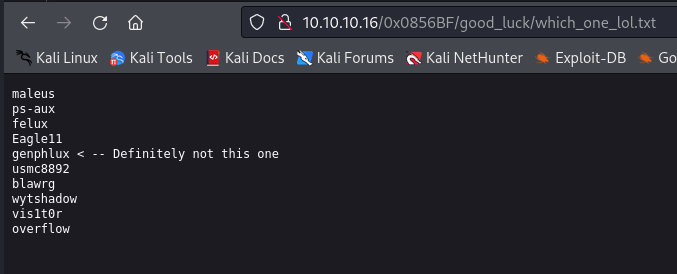 10.10.10.16/0x0856BF/good_luck/which_one_lol.txt
Kali Linux Kali Tools Kali Docs Kali Forums Kali NetHunter Exploit-DB Go
maleus
ps-aux
felux
Eagle11
genphlux < -- Definitely not this one
usmc8892
blawrg
wytshadow
vis1t0r
overflow